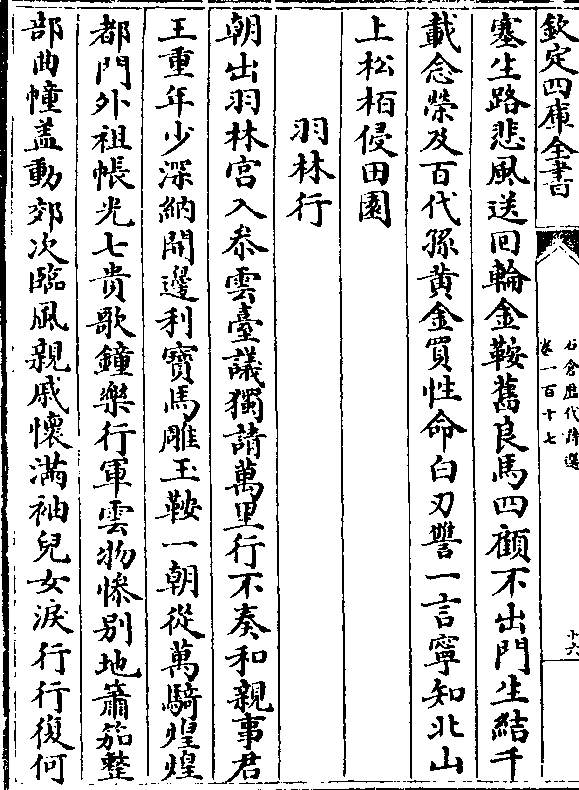 欽定四庫全書
石倉歷代詩選
卷一百十七
十六
塞生路悲風送回輪金鞍舊良馬四顧不出門生結千
載念榮及百代孫黄金買性命白刃讐一言寧知北山
上松栢侵田園
羽林行
朝出羽林宫入叅雲臺議獨請萬里行不奏和親事君
王重年少深納開邊利寶馬雕玉鞍一朝從萬騎煌煌
都門外祖帳光七貴歌鐘樂行軍雲物惨别地簫笳整
部曲幢盖動郊次臨風親戚懷滿袖兒女淚行行復何